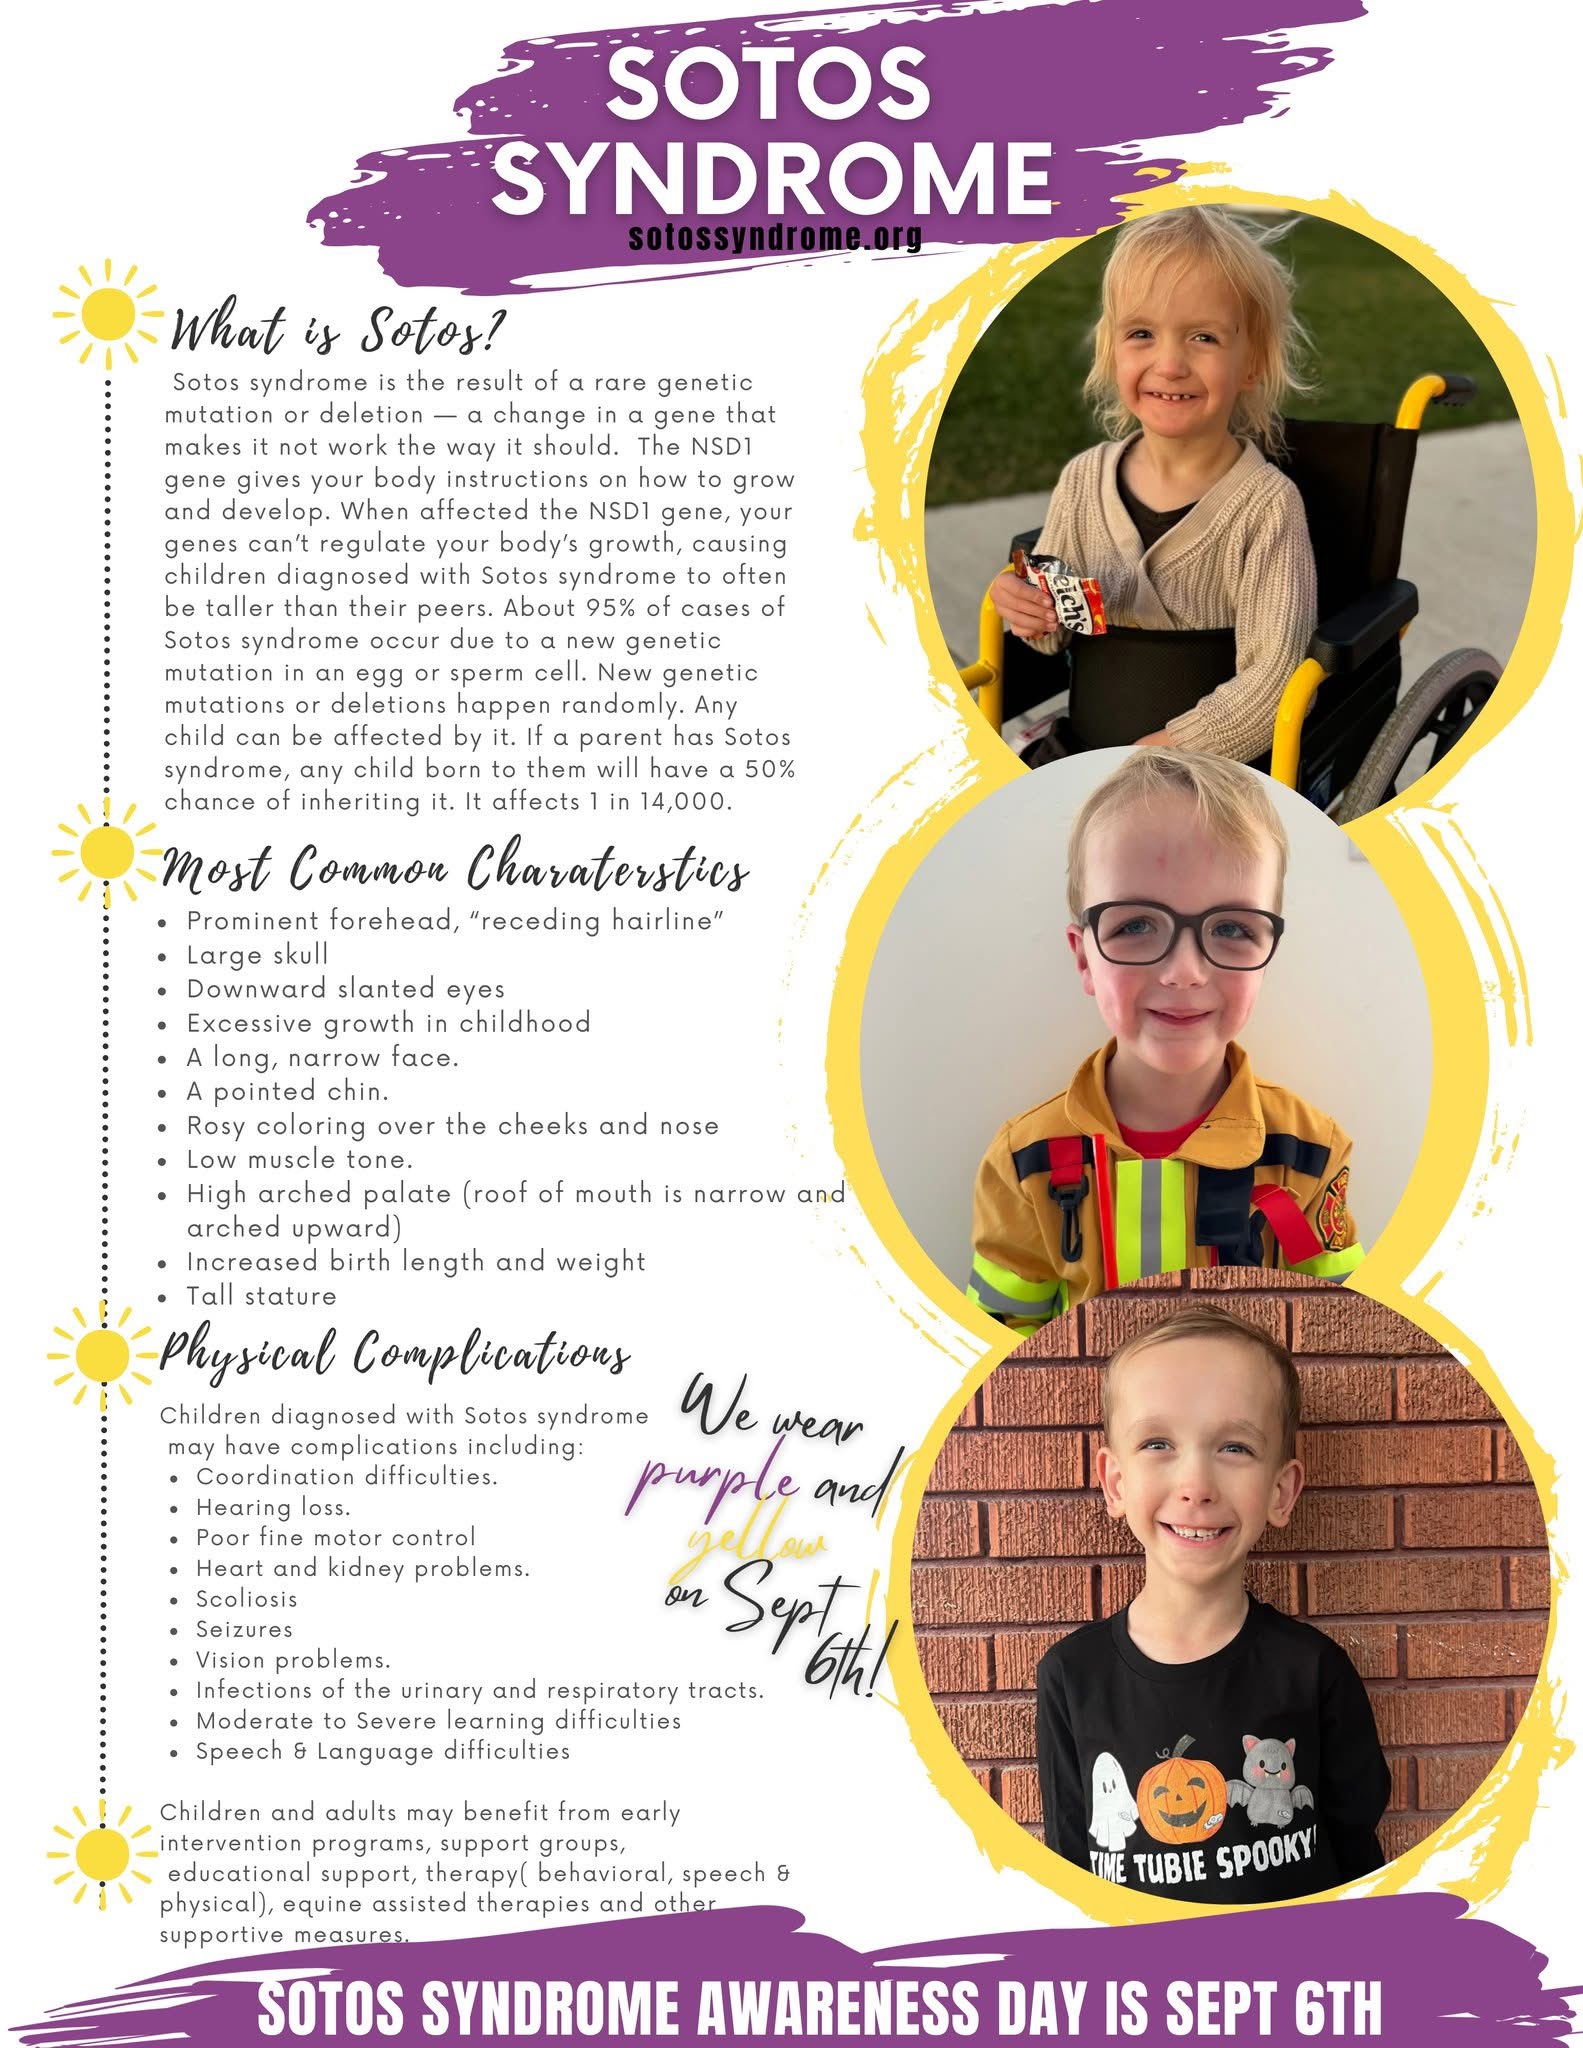 SOTOS
SYNDROME
sotossyndrome.org
What is Sotos?
Sotos syndrome is the result of a rare genetic
mutation or deletion — a change in a gene that
makes it not work the way it should. The NSD1
gene gives your body instructions on how to grow
and develop. When affected the NSD1 gene, your
genes can't regulate your body's growth, causing
children diagnosed with Sotos syndrome to often
be taller than their peers. About 95% of cases of
Sotos syndrome occur due to a new genetic
mutation in an egg or sperm cell. New genetic
mutations or deletions happen randomly. Any
child can be affected by it. If a parent has Sotos
syndrome, any child born to them will have a 50%
chance of inheriting it. It affects 1 in 14,000.
Most Common Charaterstics
• Prominent forehead, “receding hairline”
• Large skull
• Downward slanted eyes
• Excessive growth in childhood
• A long, narrow face.
• A pointed chin.
• Rosy coloring over the cheeks and nose
• Low muscle tone.
• High arched palate (roof of mouth is narrow and
arched upward)
• Increased birth length and weight
• Tall stature
Physical Complications
Children diagnosed with Sotos syndrome
may have complications including:
• Coordination difficulties.
• Hearing loss.
• Poor fine motor control
• Heart and kidney problems.
• Scoliosis
• Seizures
• Vision problems.
• Infections of the urinary and respiratory tracts.
• Moderate to Severe learning difficulties
• Speech & Language difficulties
We wear
purple and
yellow
on Sept
6th!
Children and adults may benefit from early
intervention programs, support groups,
educational support, therapy( behavioral, speech &
physical), equine assisted therapies and other
supportive measures.
eich's
TIME TUBIE SPOOKY!
SOTOS SYNDROME AWARENESS DAY IS SEPT 6TH